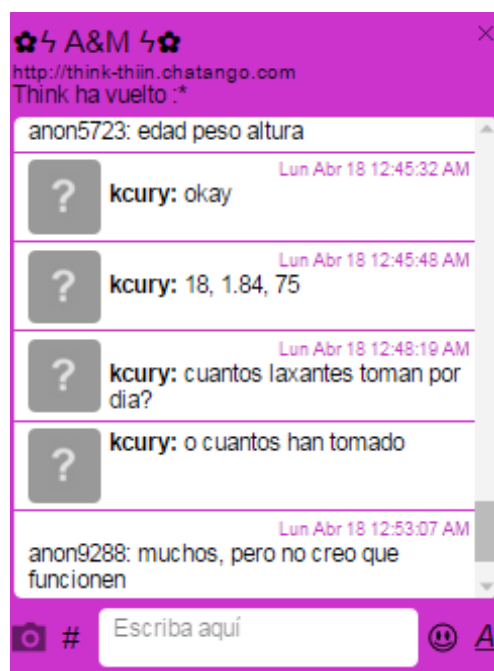 ✿ϟ A&M ϟ✿
http://think-thiin.chatango.com
Think ha vuelto :*
anon5723: edad peso altura
Lun Abr 18 12:45:32 AM
kcury: okay
Lun Abr 18 12:45:48 AM
kcury: 18, 1.84, 75
Lun Abr 18 12:48:19 AM
kcury: cuantos laxantes toman por
dia?
kcury: o cuantos han tomado
Lun Abr 18 12:53:07 AM
anon9288: muchos, pero no creo que
funcionen
# Escriba aquí A